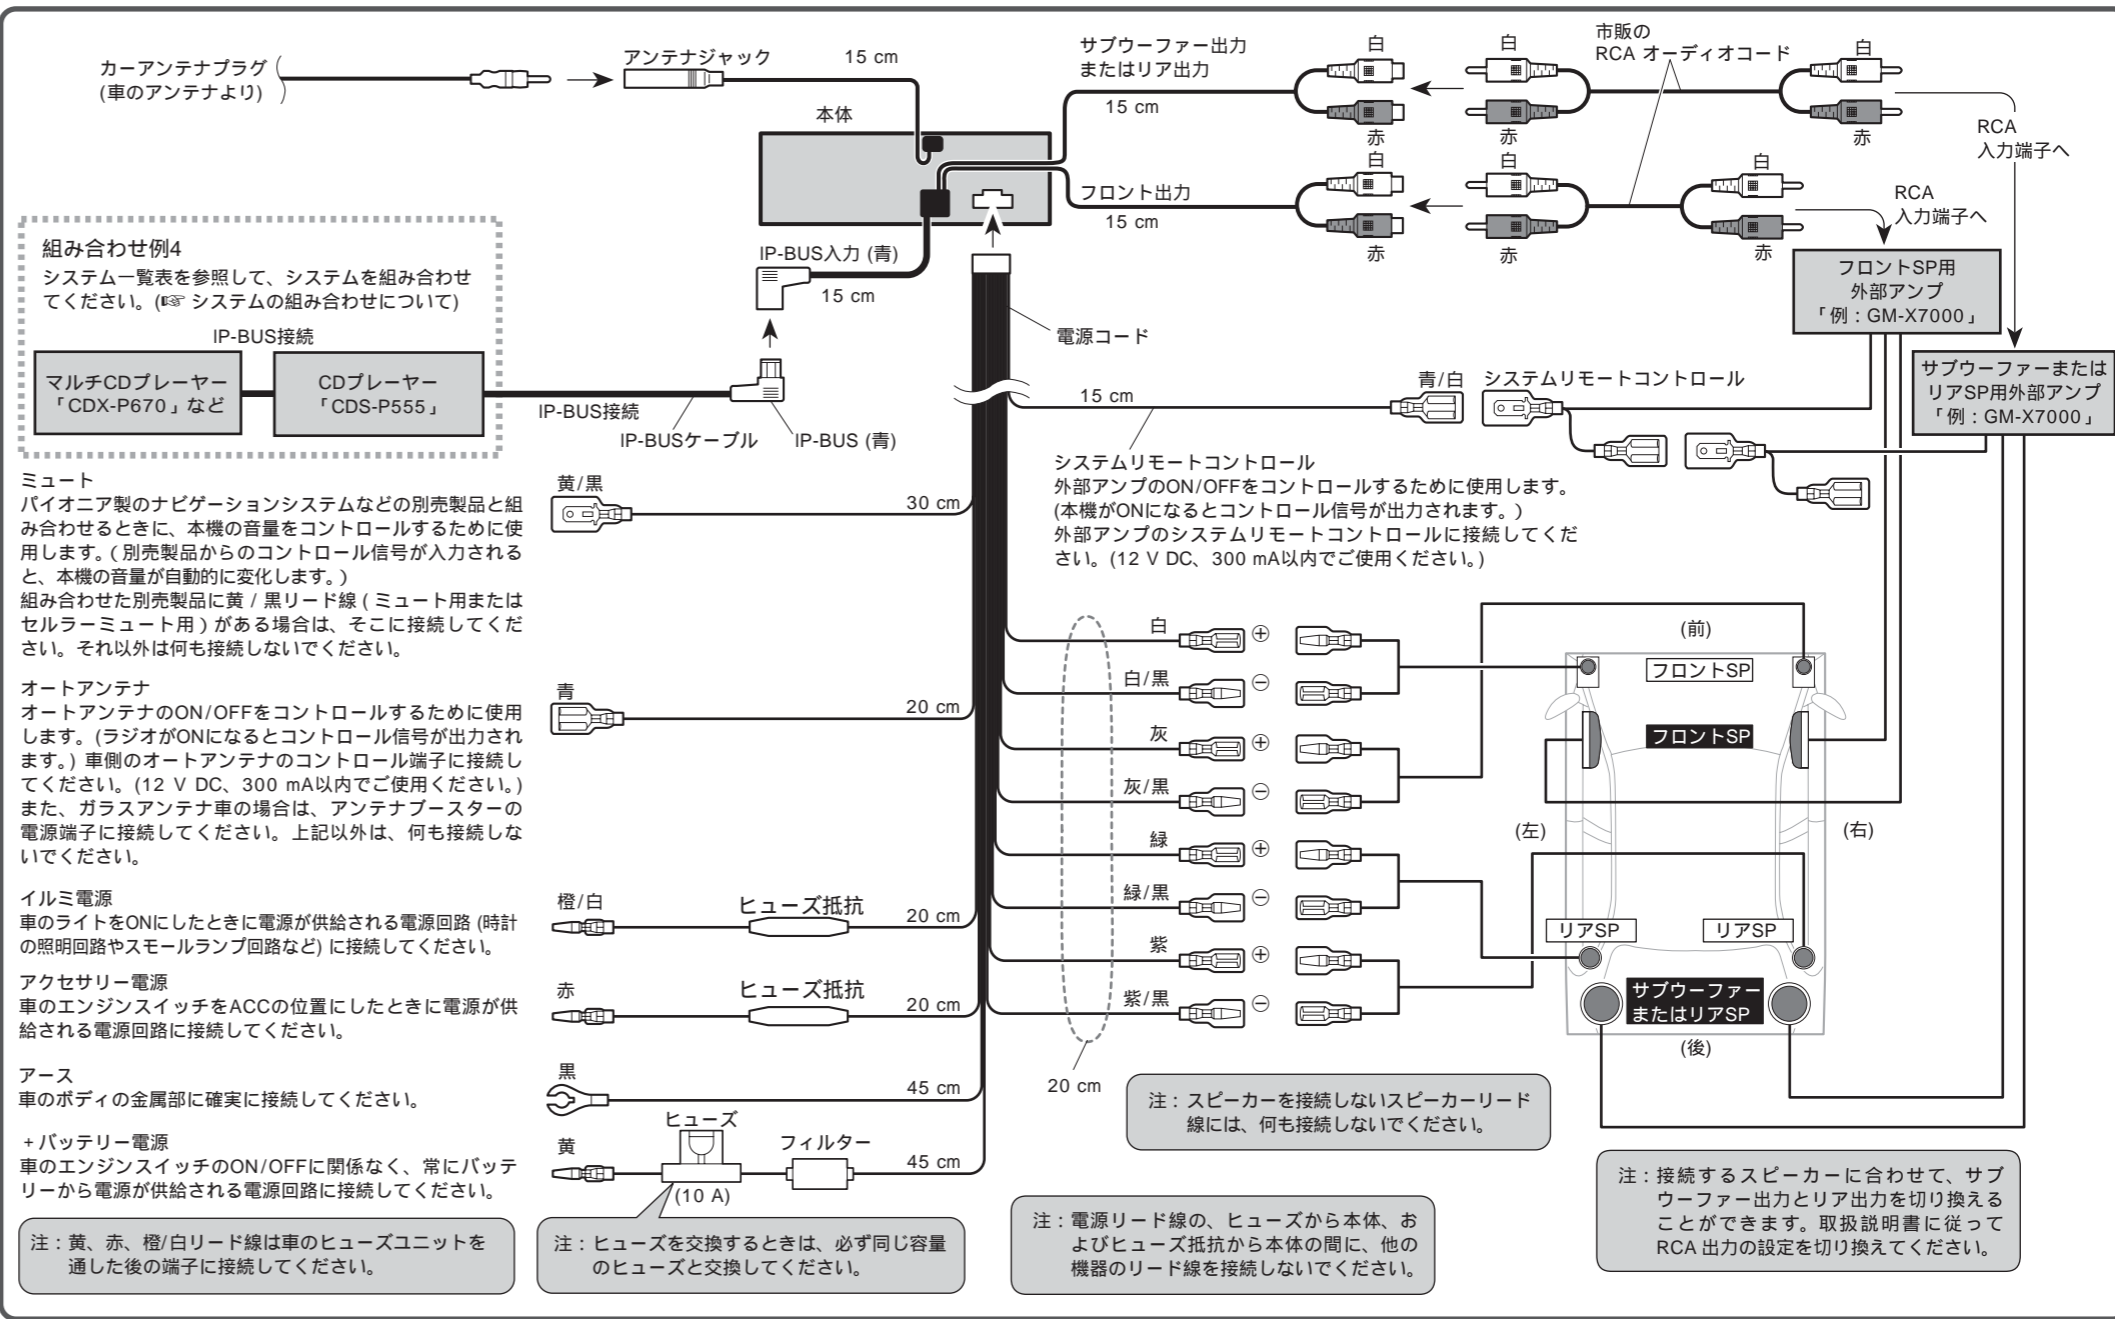 カーアンテナプラグ
(車のアンテナより)
アンテナジャック
15 cm
本体
サブウーファー出力
またはリア出力
15 cm
白
赤
白
赤
市販の
RCA オーディオコード
白
赤
RCA
入力端子へ
フロント出力
15 cm
白
赤
白
赤
白
赤
RCA
入力端子へ
フロントSP用
外部アンプ
「例：GM-X7000」
サブウーファーまたは
リアSP用外部アンプ
「例：GM-X7000」
組み合わせ例4
システム一覧表を参照して、システムを組み合わせ
てください。(☞ システムの組み合わせについて)
IP-BUS接続
マルチCDプレーヤー
「CDX-P670」など
CDプレーヤー
「CDS-P555」
IP-BUS入力 (青)
15 cm
IP-BUS接続
IP-BUSケーブル
IP-BUS (青)
電源コード
15 cm
青/白
システムリモートコントロール
システムリモートコントロール
外部アンプのON/OFFをコントロールするために使用します。
(本機がONになるとコントロール信号が出力されます。)
外部アンプのシステムリモートコントロールに接続してくだ
さい。(12 V DC、300 mA以内でご使用ください。)
ミュート
パイオニア製のナビゲーションシステムなどの別売製品と組
み合わせるときに、本機の音量をコントロールするために使
用します。(別売製品からのコントロール信号が入力される
と、本機の音量が自動的に変化します。)
組み合わせた別売製品に黄 / 黒リード線 ( ミュート用または
セルラーミュート用 ) がある場合は、そこに接続してくだ
さい。それ以外は何も接続しないでください。
黄/黒
30 cm
オートアンテナ
オートアンテナのON/OFFをコントロールするために使用
します。(ラジオがONになるとコントロール信号が出力され
ます。) 車側のオートアンテナのコントロール端子に接続し
てください。(12 V DC、300 mA以内でご使用ください。)
また、ガラスアンテナ車の場合は、アンテナブースターの
電源端子に接続してください。上記以外は、何も接続しな
いでください。
青
20 cm
イルミ電源
車のライトをONにしたときに電源が供給される電源回路 (時計
の照明回路やスモールランプ回路など) に接続してください。
橙/白
ヒューズ抵抗
20 cm
アクセサリー電源
車のエンジンスイッチをACCの位置にしたときに電源が供
給される電源回路に接続してください。
赤
ヒューズ抵抗
20 cm
アース
車のボディの金属部に確実に接続してください。
黒
45 cm
+ バッテリー電源
車のエンジンスイッチのON/OFFに関係なく、常にバッテ
リーから電源が供給される電源回路に接続してください。
黄
ヒューズ
(10 A)
フィルター
45 cm
白
⊕
白/黒
⊖
灰
⊕
灰/黒
⊖
緑
⊕
緑/黒
⊖
紫
⊕
紫/黒
⊖
20 cm
(前)
フロントSP
フロントSP
(左)
(右)
リアSP
リアSP
サブウーファー
またはリアSP
(後)
注：黄、赤、橙/白リード線は車のヒューズユニットを
通した後の端子に接続してください。
注：ヒューズを交換するときは、必ず同じ容量
のヒューズと交換してください。
注：電源リード線の、ヒューズから本体、お
よびヒューズ抵抗から本体の間に、他の
機器のリード線を接続しないでください。
注：スピーカーを接続しないスピーカーリード
線には、何も接続しないでください。
注：接続するスピーカーに合わせて、サブ
ウーファー出力とリア出力を切り換える
ことができます。取扱説明書に従って
RCA 出力の設定を切り換えてください。